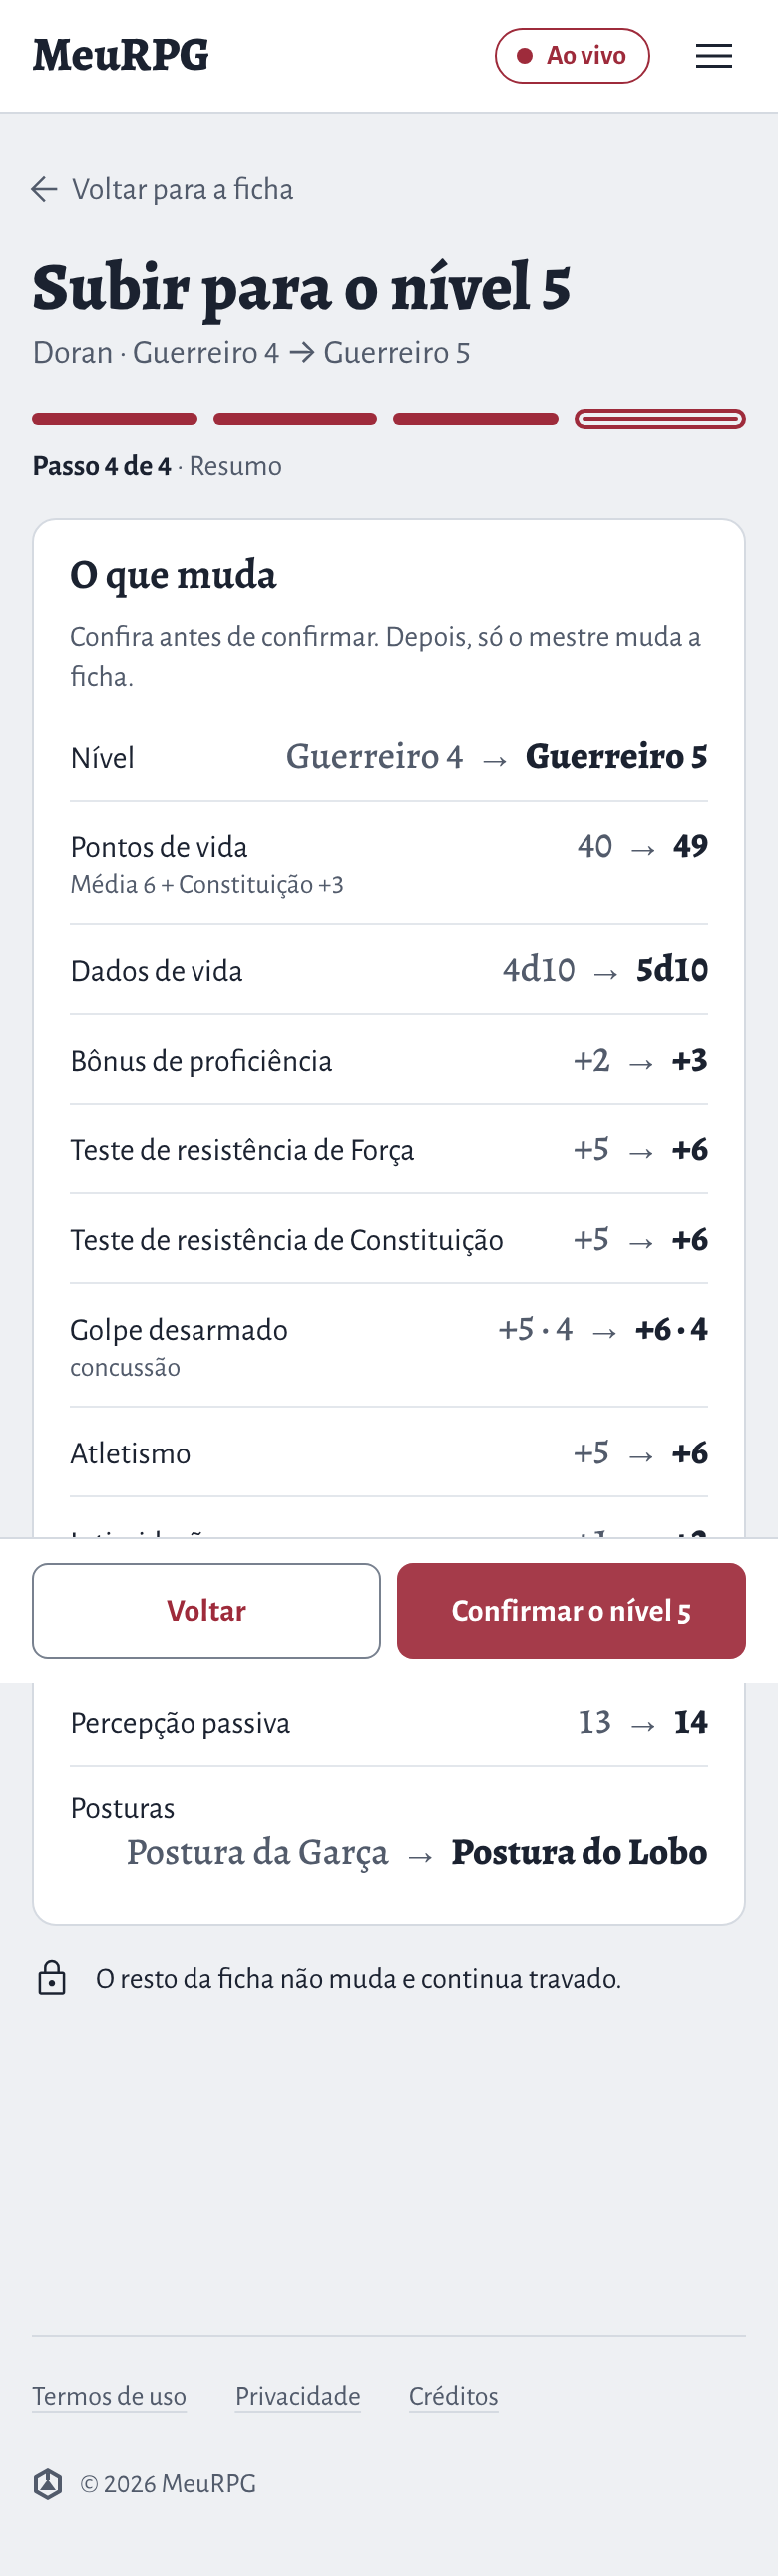 MeuRPG
Ao vivo
← Voltar para a ficha
Subir para o nível 5
Doran · Guerreiro 4 → Guerreiro 5
Passo 4 de 4 · Resumo
O que muda
Confira antes de confirmar. Depois, só o mestre muda a
ficha.
Nível Guerreiro 4 → Guerreiro 5
Pontos de vida 40 → 49
Média 6 + Constituição +3
Dados de vida 4d10 → 5d10
Bônus de proficiência +2 → +3
Teste de resistência de Força +5 → +6
Teste de resistência de Constituição +5 → +6
Golpe desarmado +5 · 4 → +6 · 4
concussão
Atletismo +5 → +6
Voltar
Confirmar o nível 5
Percepção passiva 13 → 14
Posturas
Postura da Garça → Postura do Lobo
O resto da ficha não muda e continua travado.
Termos de uso Privacidade Créditos
© 2026 MeuRPG